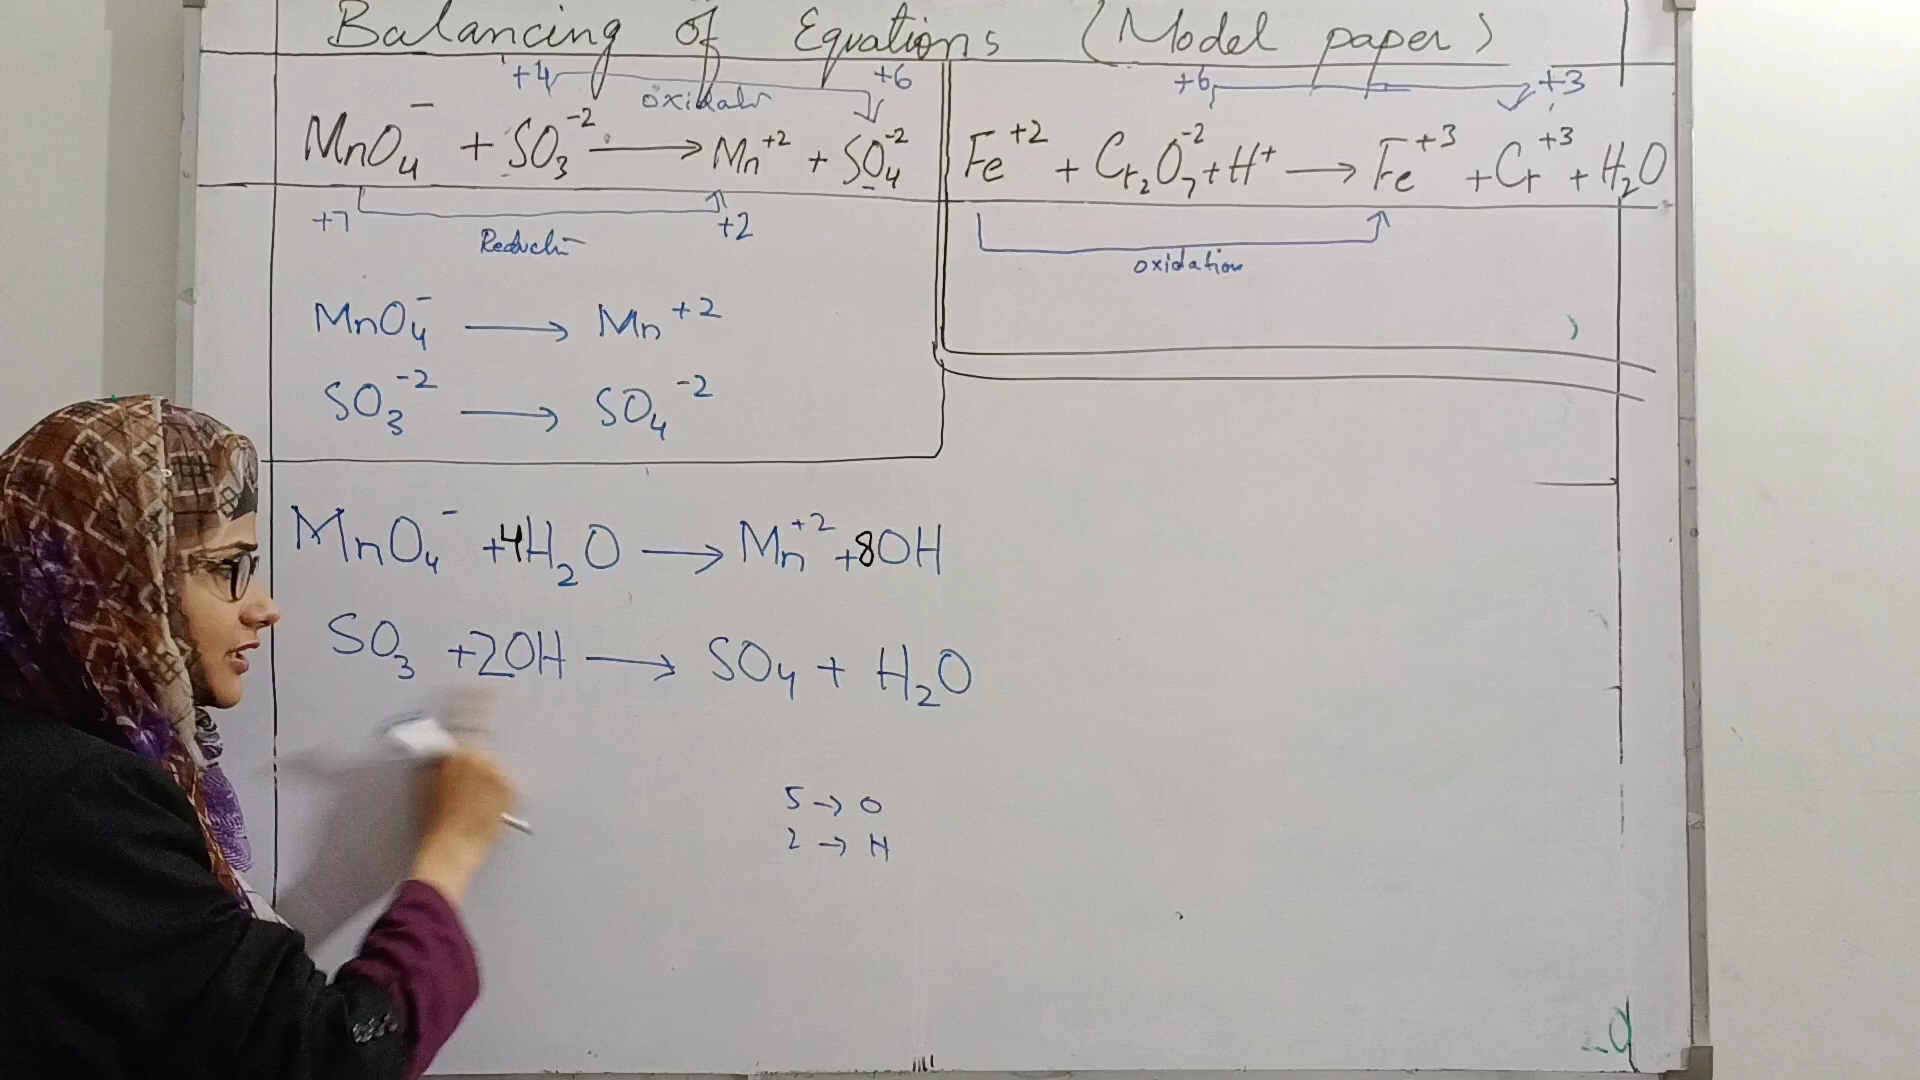 Balancing of Equations (Model paper)
+4 oxidatn +6
MnO₄⁻ + SO₃⁻² → Mn⁺² + SO₄⁻²
+7 Reductn +2
+6 +3
Fe⁺² + Cr₂O₇⁻² + H⁺ → Fe⁺³ + Cr⁺³ + H₂O
oxidation
MnO₄⁻ → Mn⁺²
SO₃⁻² → SO₄⁻²
MnO₄⁻ + 4H₂O → Mn⁺² + 8OH
SO₃ + 2OH → SO₄ + H₂O
5 → O
2 → H